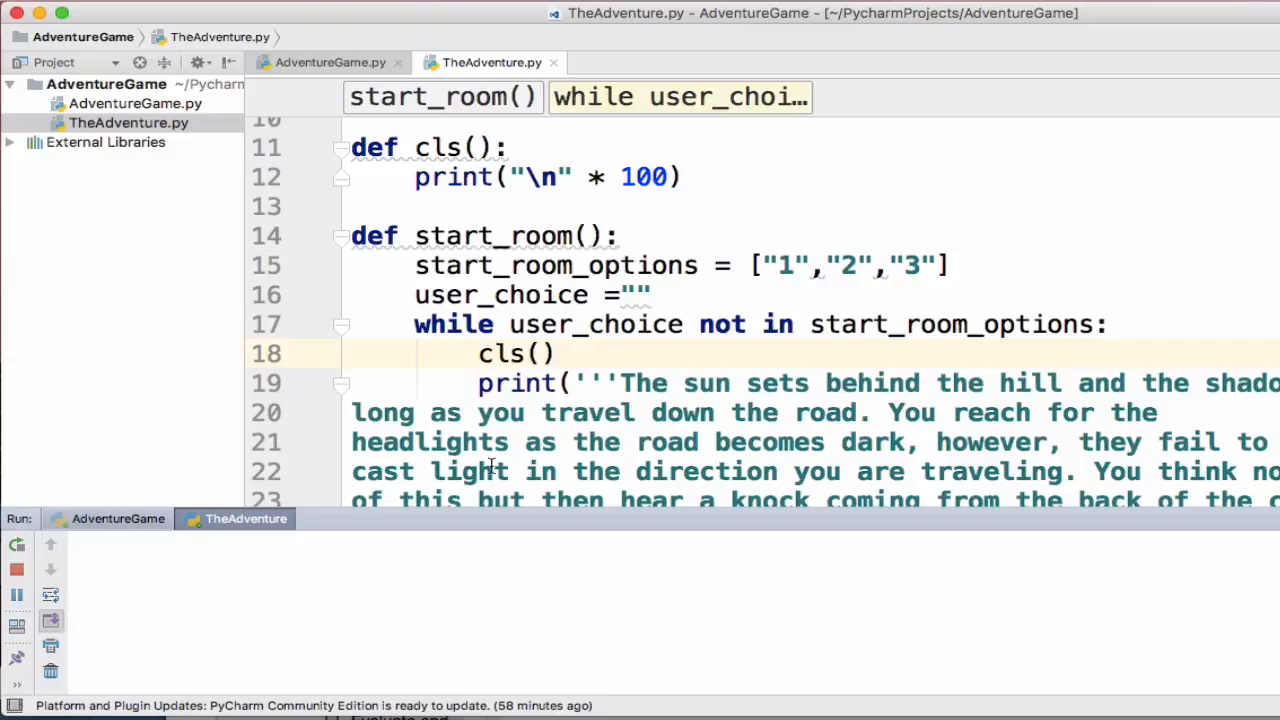 TheAdventure.py - AdventureGame - [~/PycharmProjects/AdventureGame]
AdventureGame TheAdventure.py
Project AdventureGame.py TheAdventure.py
AdventureGame ~/Pycharm
AdventureGame.py
TheAdventure.py
External Libraries
start_room() while user_choi...
10
11 def cls():
12 print("\n" * 100)
13
14 def start_room():
15 start_room_options = ["1","2","3"]
16 user_choice =""
17 while user_choice not in start_room_options:
18 cls()
19 print('''The sun sets behind the hill and the shado
20 long as you travel down the road. You reach for the
21 headlights as the road becomes dark, however, they fail to
22 cast light in the direction you are traveling. You think no
23 of this but then hear a knock coming from the back of the c
Run: AdventureGame TheAdventure
Platform and Plugin Updates: PyCharm Community Edition is ready to update. (58 minutes ago)